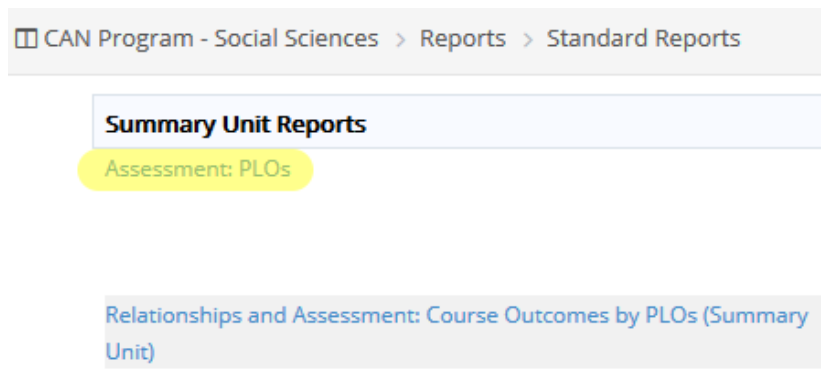 CAN Program - Social Sciences > Reports > Standard Reports
Summary Unit Reports
Assessment: PLOs
Relationships and Assessment: Course Outcomes by PLOs (Summary
Unit)